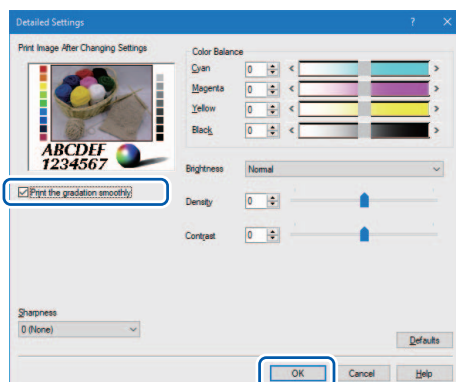 Detailed Settings
? ×
Print Image After Changing Settings
ABCDEF
1234567
Print the gradation smoothly
Sharpness
0 (None)
Color Balance
Cyan 0 < >
Magenta 0 < >
Yellow 0 < >
Black 0 < >
Brightness Normal
Density 0
Contrast 0
Defaults
OK Cancel Help